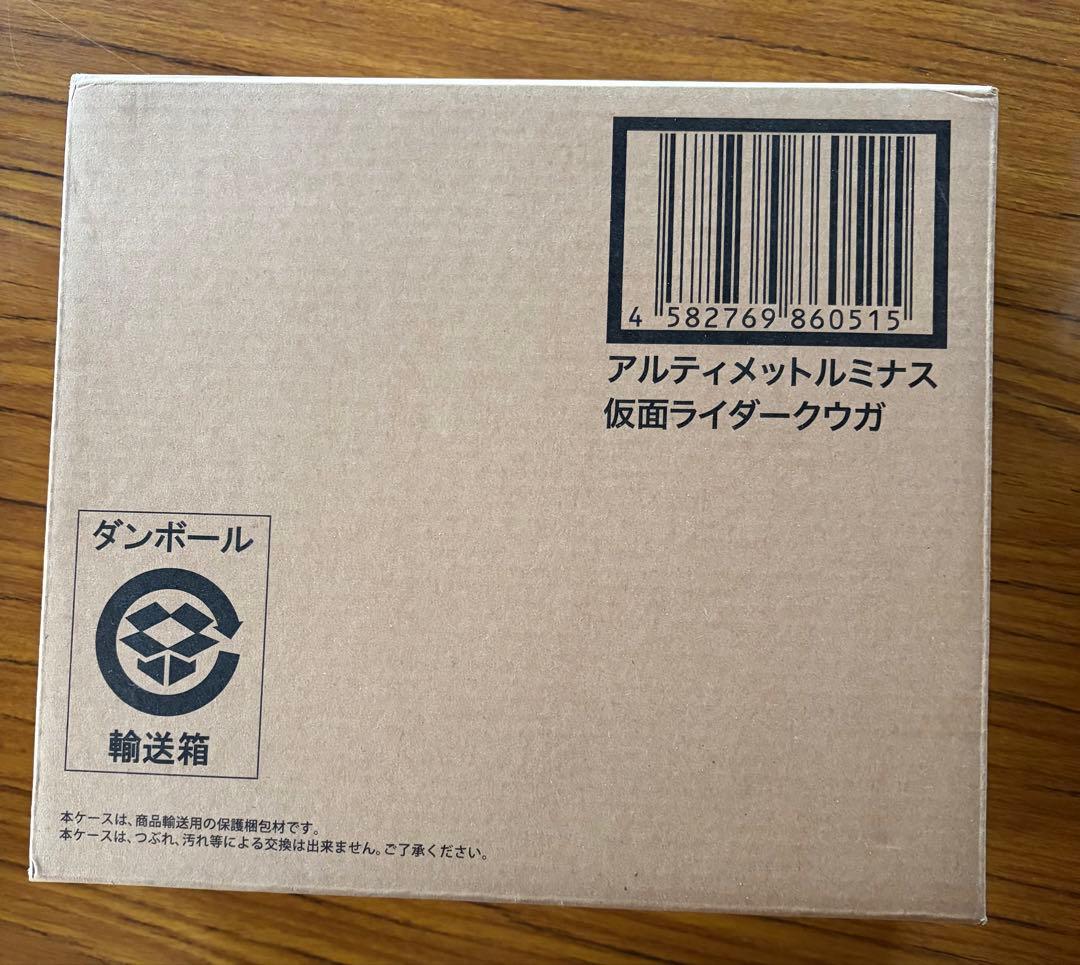 4 582769 860515
アルティメットルミナス
仮面ライダークウガ
ダンボール
輸送箱
本ケースは、商品輸送用の保護梱包材です。
本ケースは、つぶれ、汚れ等による交換は出来ません。ご了承ください。